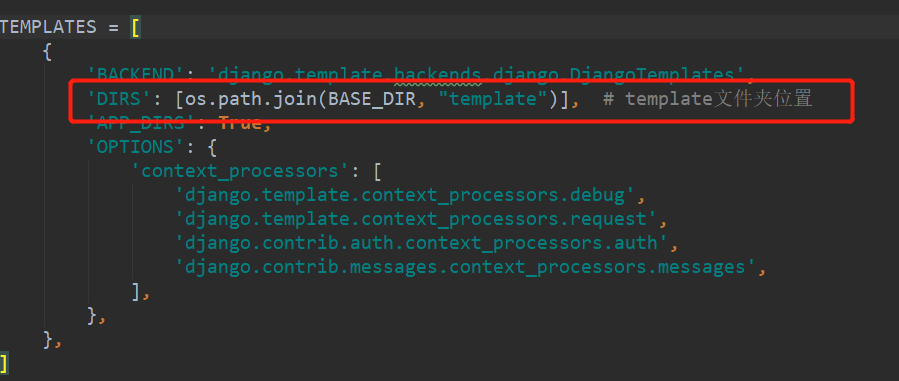 TEMPLATES = [
{
'BACKEND': 'django.template.backends.django.DjangoTemplates',
'DIRS': [os.path.join(BASE_DIR, "template")],  # template文件夹位置
'APP_DIRS': True,
'OPTIONS': {
'context_processors': [
'django.template.context_processors.debug',
'django.template.context_processors.request',
'django.contrib.auth.context_processors.auth',
'django.contrib.messages.context_processors.messages',
],
},
},
]